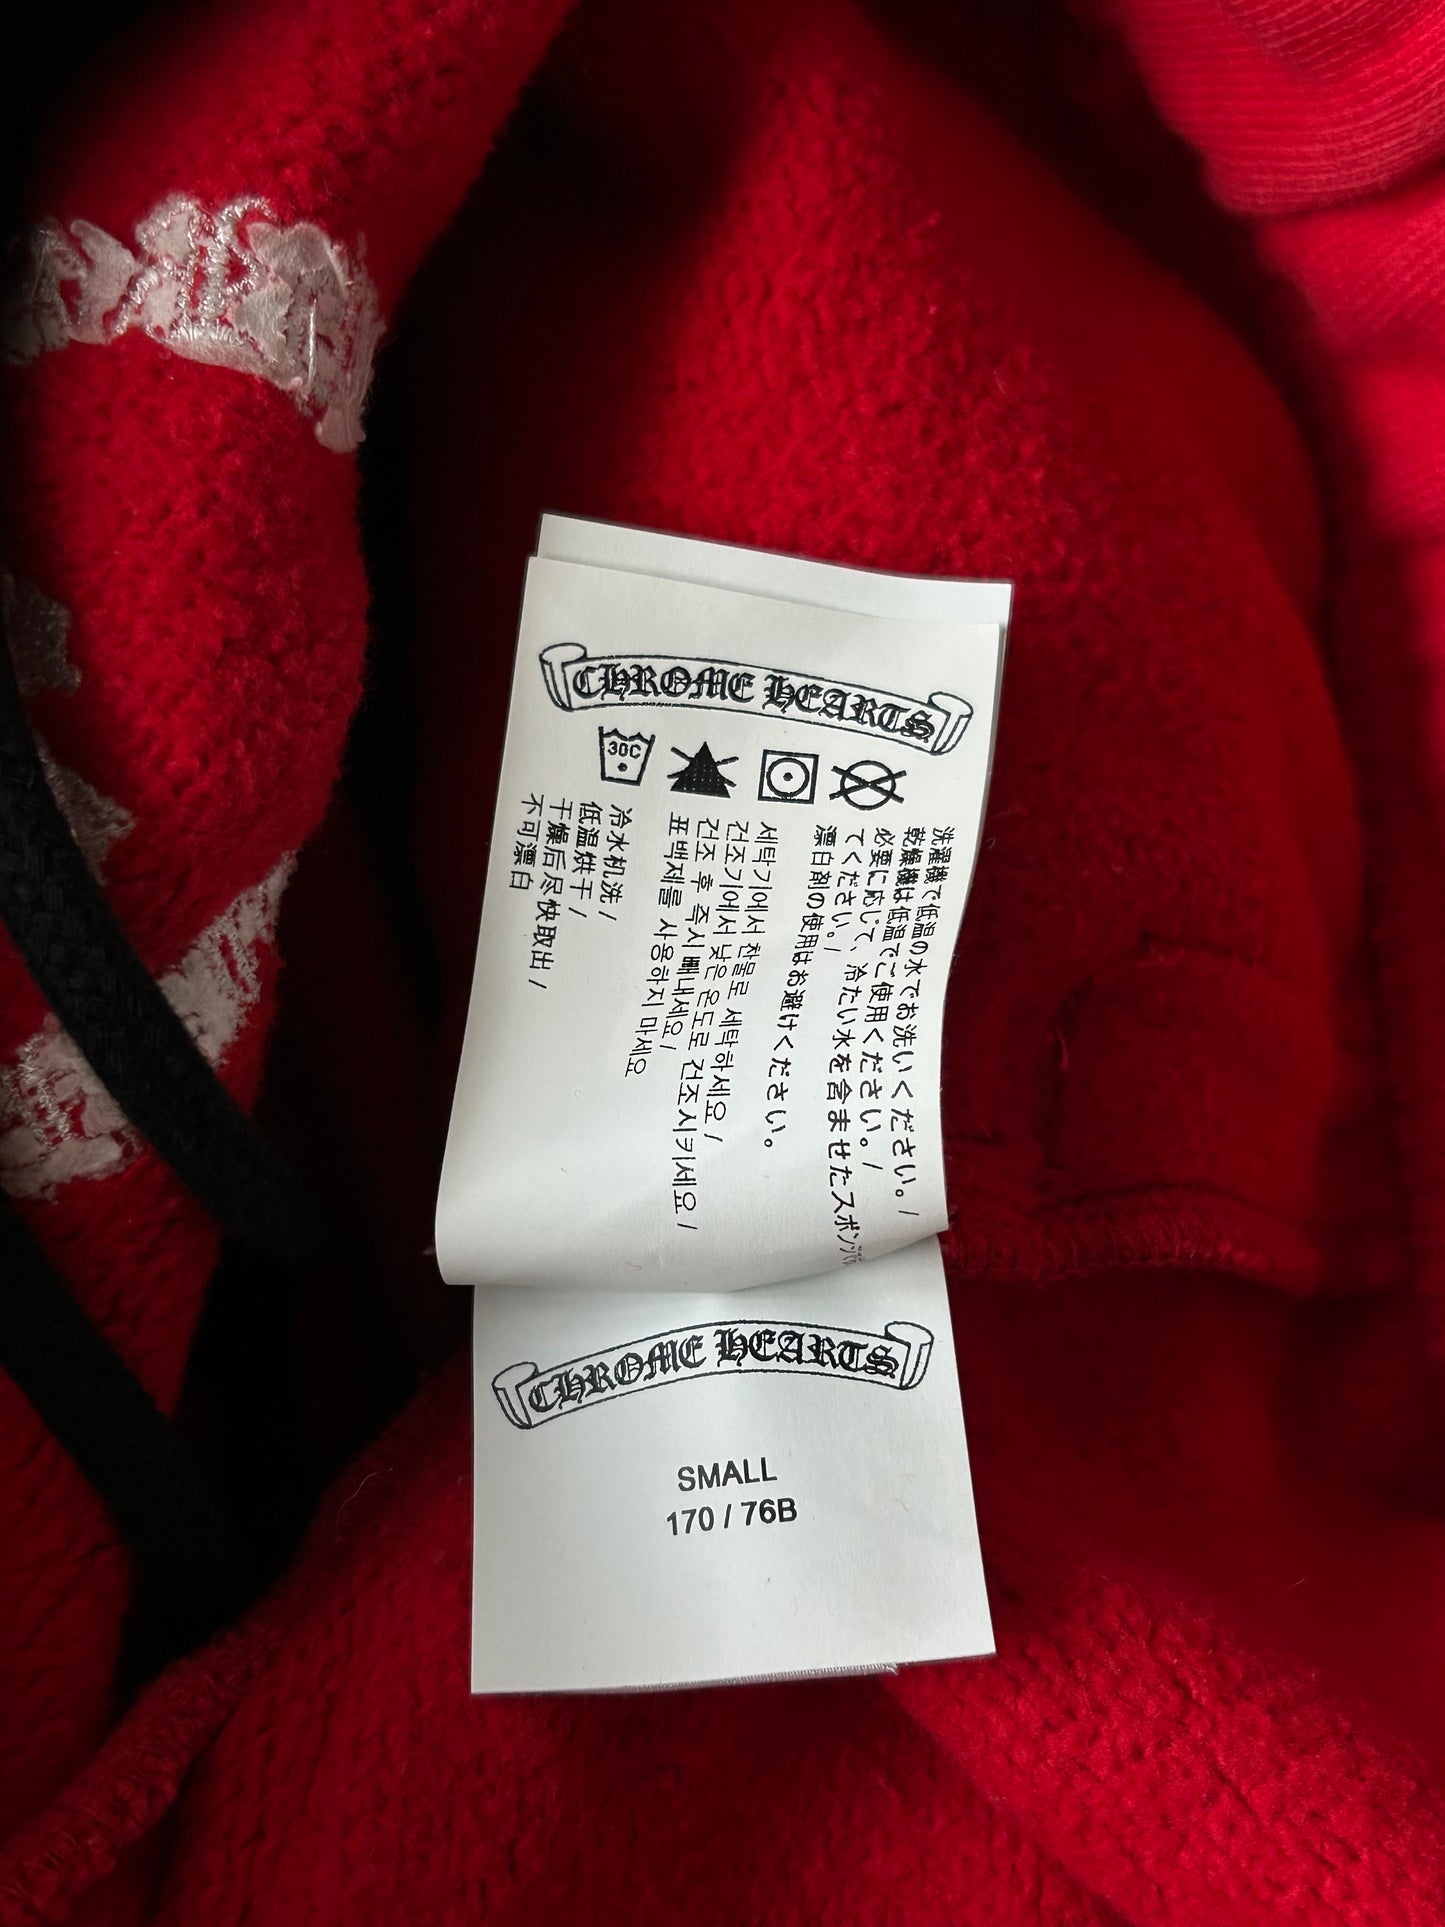 CHROME HEARTS
30C
洗濯機で低温の水でお洗いください。/
乾燥機は低温でご使用ください。/
必要に応じて、冷たい水を含ませたスポンジで
てください。/
漂白剤の使用はお避けください。
세탁기에서 찬물로 세탁하세요 /
건조기에서 낮은 온도로 건조시키세요 /
건조 후 즉시 빼내세요 /
표백제를 사용하지 마세요
冷水机洗 /
低温烘干 /
干燥后尽快取出 /
不可漂白
CHROME HEARTS
SMALL
170 / 76B